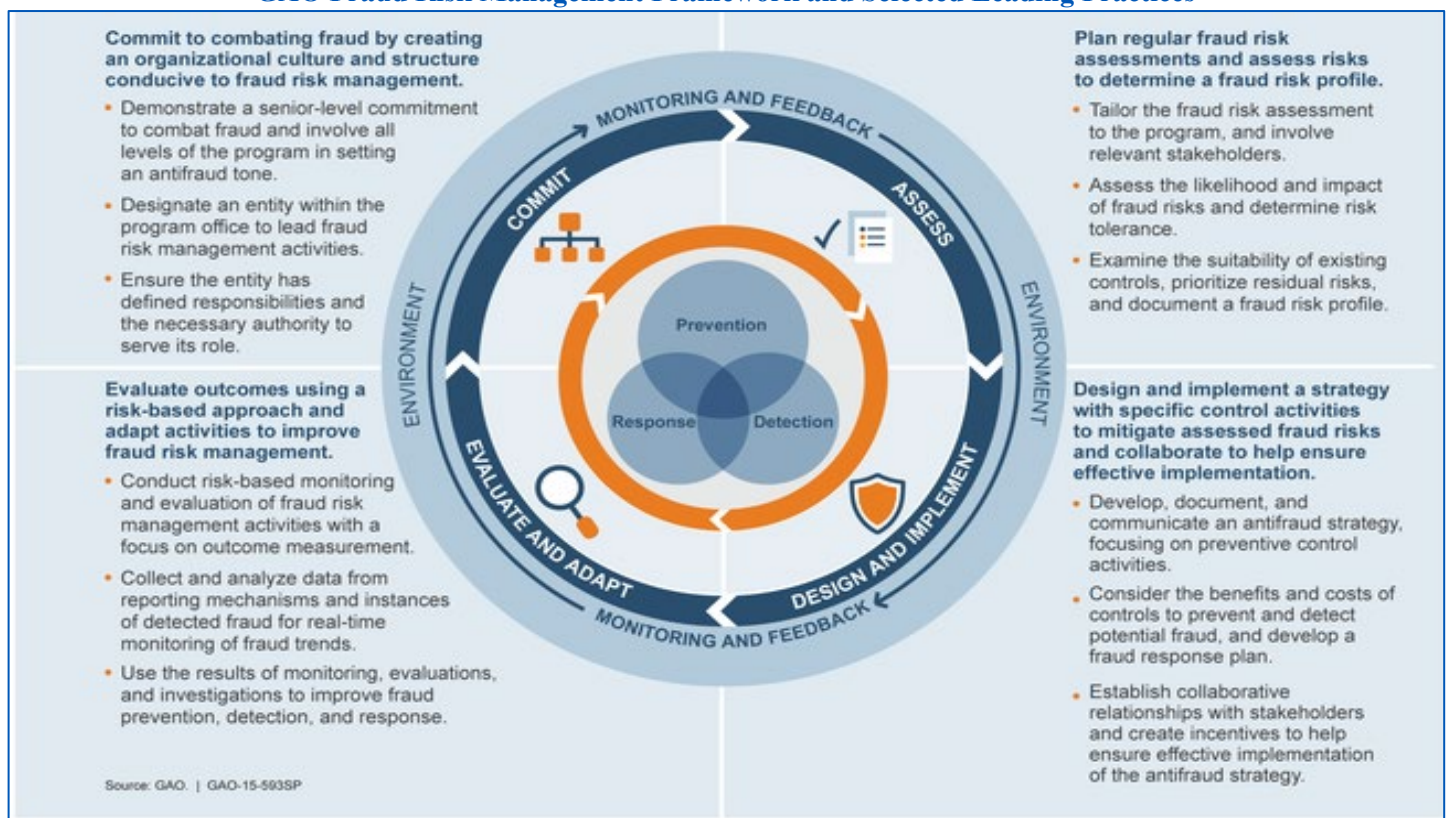 GAO Fraud Risk Management Framework and Selected Leading Practices
Commit to combating fraud by creating
an organizational culture and structure
conducive to fraud risk management.
• Demonstrate a senior-level commitment
to combat fraud and involve all
levels of the program in setting
an antifraud tone.
• Designate an entity within the
program office to lead fraud
risk management activities.
• Ensure the entity has
defined responsibilities and
the necessary authority to
serve its role.
Plan regular fraud risk
assessments and assess risks
to determine a fraud risk profile.
• Tailor the fraud risk assessment
to the program, and involve
relevant stakeholders.
• Assess the likelihood and impact
of fraud risks and determine risk
tolerance.
• Examine the suitability of existing
controls, prioritize residual risks,
and document a fraud risk profile.
MONITORING AND FEEDBACK
COMMIT
ASSESS
ENVIRONMENT
ENVIRONMENT
Prevention
Response
Detection
EVALUATE AND ADAPT
DESIGN AND IMPLEMENT
MONITORING AND FEEDBACK
Evaluate outcomes using a
risk-based approach and
adapt activities to improve
fraud risk management.
• Conduct risk-based monitoring
and evaluation of fraud risk
management activities with a
focus on outcome measurement.
• Collect and analyze data from
reporting mechanisms and instances
of detected fraud for real-time
monitoring of fraud trends.
• Use the results of monitoring, evaluations,
and investigations to improve fraud
prevention, detection, and response.
Design and implement a strategy
with specific control activities
to mitigate assessed fraud risks
and collaborate to help ensure
effective implementation.
• Develop, document, and
communicate an antifraud strategy,
focusing on preventive control
activities.
• Consider the benefits and costs of
controls to prevent and detect
potential fraud, and develop a
fraud response plan.
• Establish collaborative
relationships with stakeholders
and create incentives to help
ensure effective implementation
of the antifraud strategy.
Source: GAO. | GAO-15-593SP